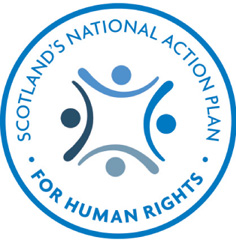 SCOTLAND'S NATIONAL ACTION PLAN
• FOR HUMAN RIGHTS •